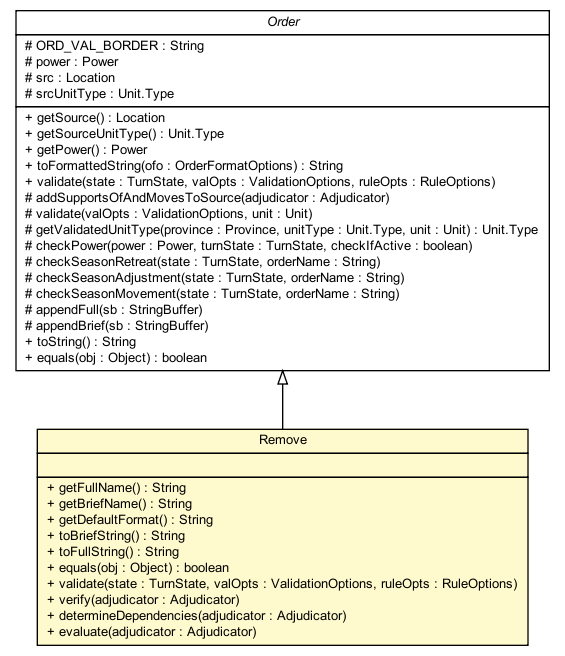 Order
# ORD_VAL_BORDER : String
# power : Power
# src : Location
# srcUnitType : Unit.Type
+ getSource() : Location
+ getSourceUnitType() : Unit.Type
+ getPower() : Power
+ toFormattedString(ofo : OrderFormatOptions) : String
+ validate(state : TurnState, valOpts : ValidationOptions, ruleOpts : RuleOptions)
# addSupportsOfAndMovesToSource(adjudicator : Adjudicator)
# validate(valOpts : ValidationOptions, unit : Unit)
# getValidatedUnitType(province : Province, unitType : Unit.Type, unit : Unit) : Unit.Type
# checkPower(power : Power, turnState : TurnState, checkIfActive : boolean)
# checkSeasonRetreat(state : TurnState, orderName : String)
# checkSeasonAdjustment(state : TurnState, orderName : String)
# checkSeasonMovement(state : TurnState, orderName : String)
# appendFull(sb : StringBuffer)
# appendBrief(sb : StringBuffer)
+ toString() : String
+ equals(obj : Object) : boolean
Remove
+ getFullName() : String
+ getBriefName() : String
+ getDefaultFormat() : String
+ toBriefString() : String
+ toFullString() : String
+ equals(obj : Object) : boolean
+ validate(state : TurnState, valOpts : ValidationOptions, ruleOpts : RuleOptions)
+ verify(adjudicator : Adjudicator)
+ determineDependencies(adjudicator : Adjudicator)
+ evaluate(adjudicator : Adjudicator)